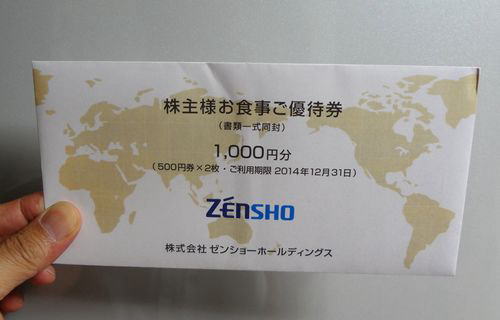 株主様お食事ご優待券
（書類一式同封）
1,000円分
（500円券×2枚・ご利用期限 2014年12月31日）
ZENSHO
株式会社 ゼンショーホールディングス